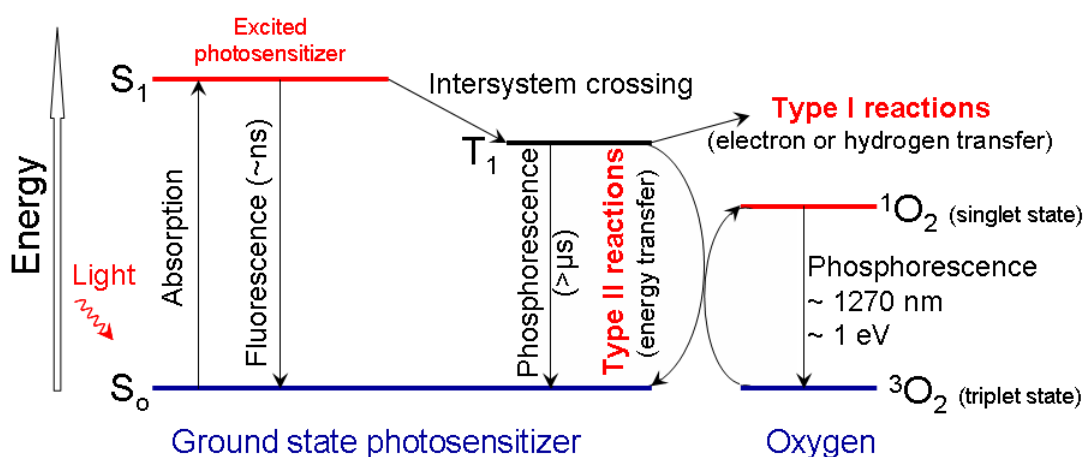 Excited
photosensitizer
S1
Intersystem crossing
Type I reactions
(electron or hydrogen transfer)
T1
Energy
Light
Absorption
Fluorescence (~ns)
Phosphorescence
(> μs)
Type II reactions
(energy transfer)
1O2 (singlet state)
Phosphorescence
~ 1270 nm
~ 1 eV
So
3O2 (triplet state)
Ground state photosensitizer
Oxygen